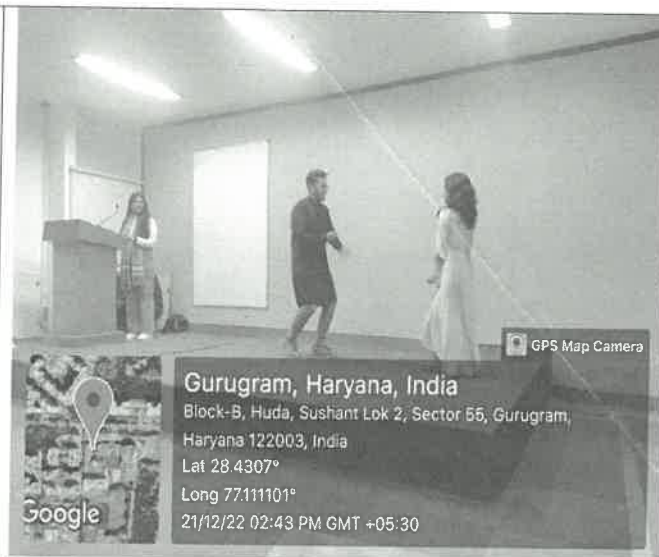 GPS Map Camera
Gurugram, Haryana, India
Block-B, Huda, Sushant Lok 2, Sector 55, Gurugram,
Haryana 122003, India
Lat 28.4307°
Long 77.111101°
21/12/22 02:43 PM GMT +05:30
Google